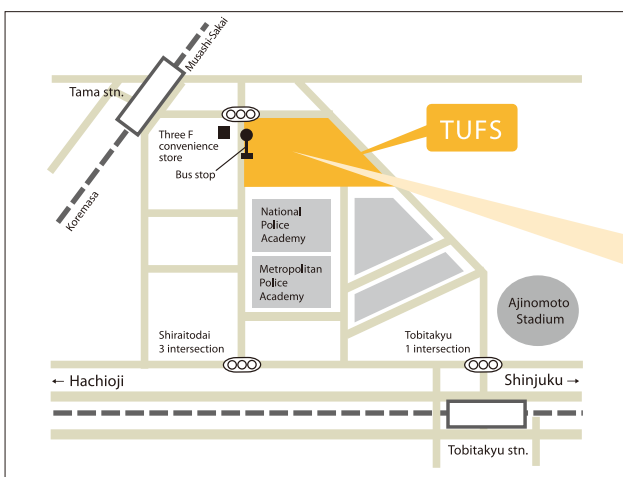 Musashi-Sakai
Tama stn.
Three F
convenience
store
Bus stop
TUFS
Koremasa
National
Police
Academy
Metropolitan
Police
Academy
Ajinomoto
Stadium
Shiraitodai
3 intersection
Tobitakyu
1 intersection
← Hachioji
Shinjuku →
Tobitakyu stn.